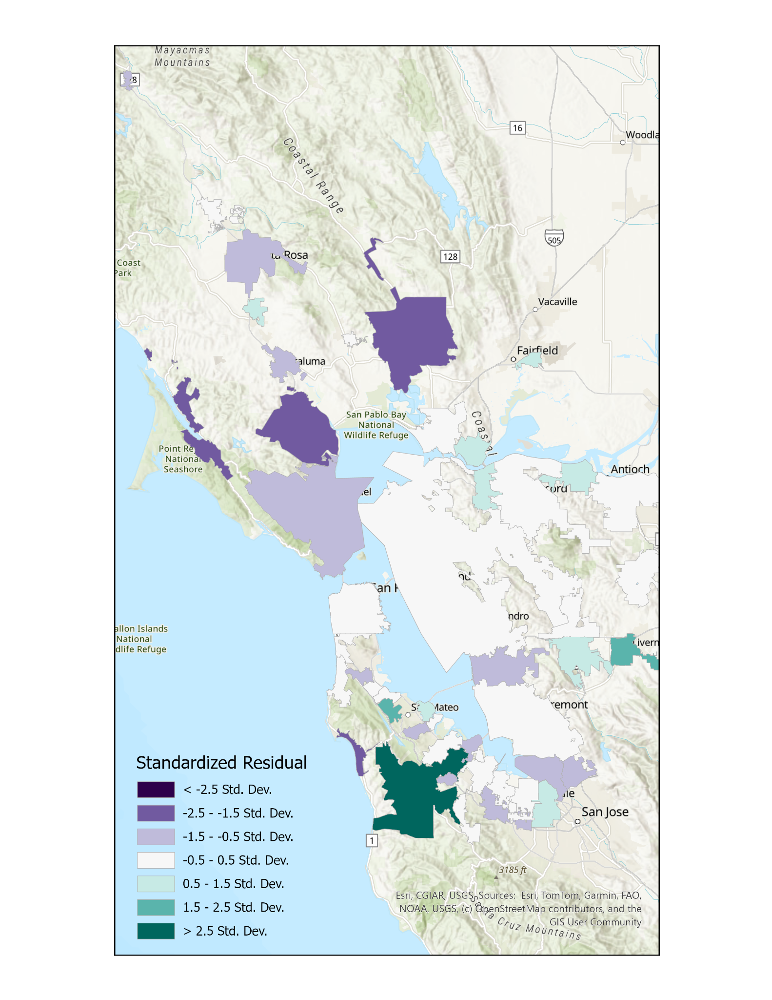 Mayacmas
Mountains
16
Woodla
Coastal Range
505
ta Rosa
128
Coast
Park
Vacaville
Fairfield
aluma
San Pablo Bay
National
Wildlife Refuge
Coastal
Point Re
National
Seashore
Antioch
cord
el
nd
an F
ndro
allon Islands
National
dlife Refuge
iverm
remont
Mateo
ale
San Jose
1
3185 ft
Santa Cruz Mountains
Standardized Residual
< -2.5 Std. Dev.
-2.5 - -1.5 Std. Dev.
-1.5 - -0.5 Std. Dev.
-0.5 - 0.5 Std. Dev.
0.5 - 1.5 Std. Dev.
1.5 - 2.5 Std. Dev.
> 2.5 Std. Dev.
Esri, CGIAR, USGS, Sources: Esri, TomTom, Garmin, FAO,
NOAA, USGS, (c) OpenStreetMap contributors, and the
GIS User Community